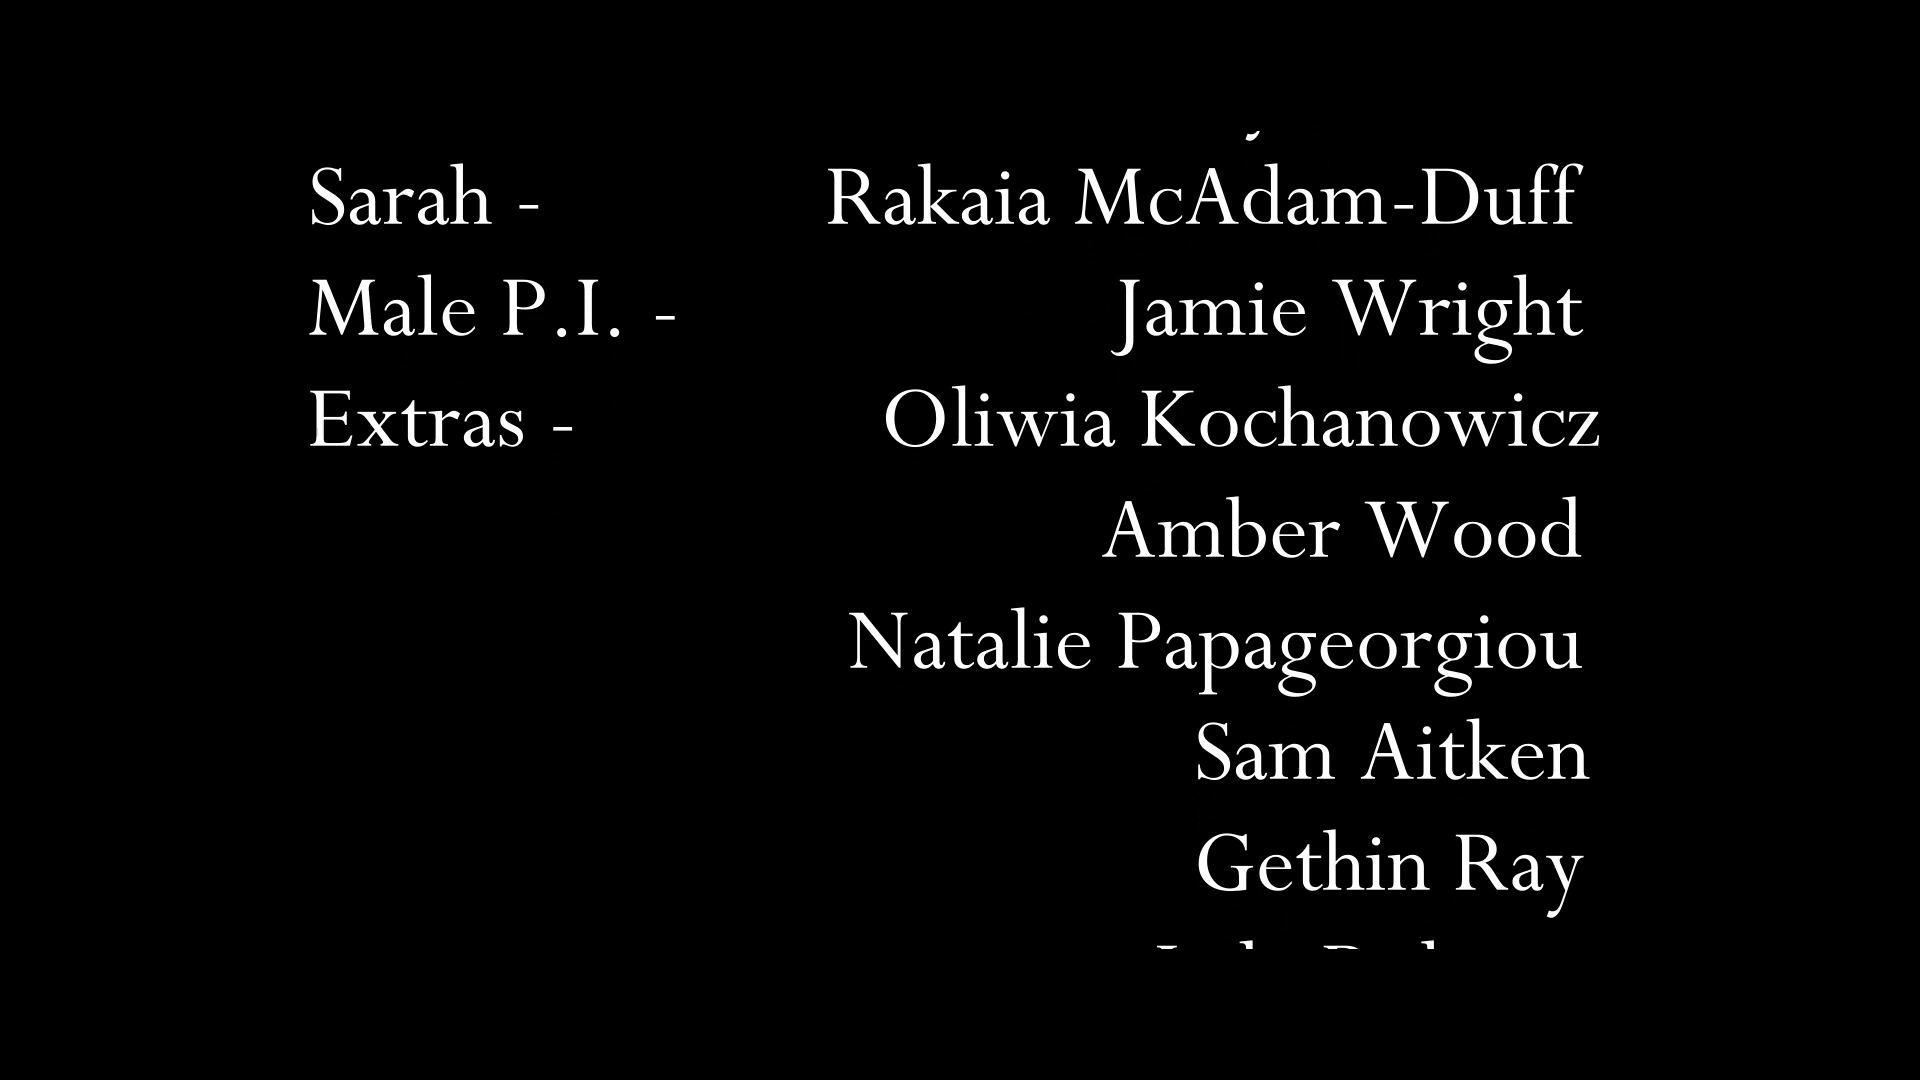 Sarah - Rakaia McAdam-Duff
Male P.I. - Jamie Wright
Extras - Oliwia Kochanowicz
Amber Wood
Natalie Papageorgiou
Sam Aitken
Gethin Ray